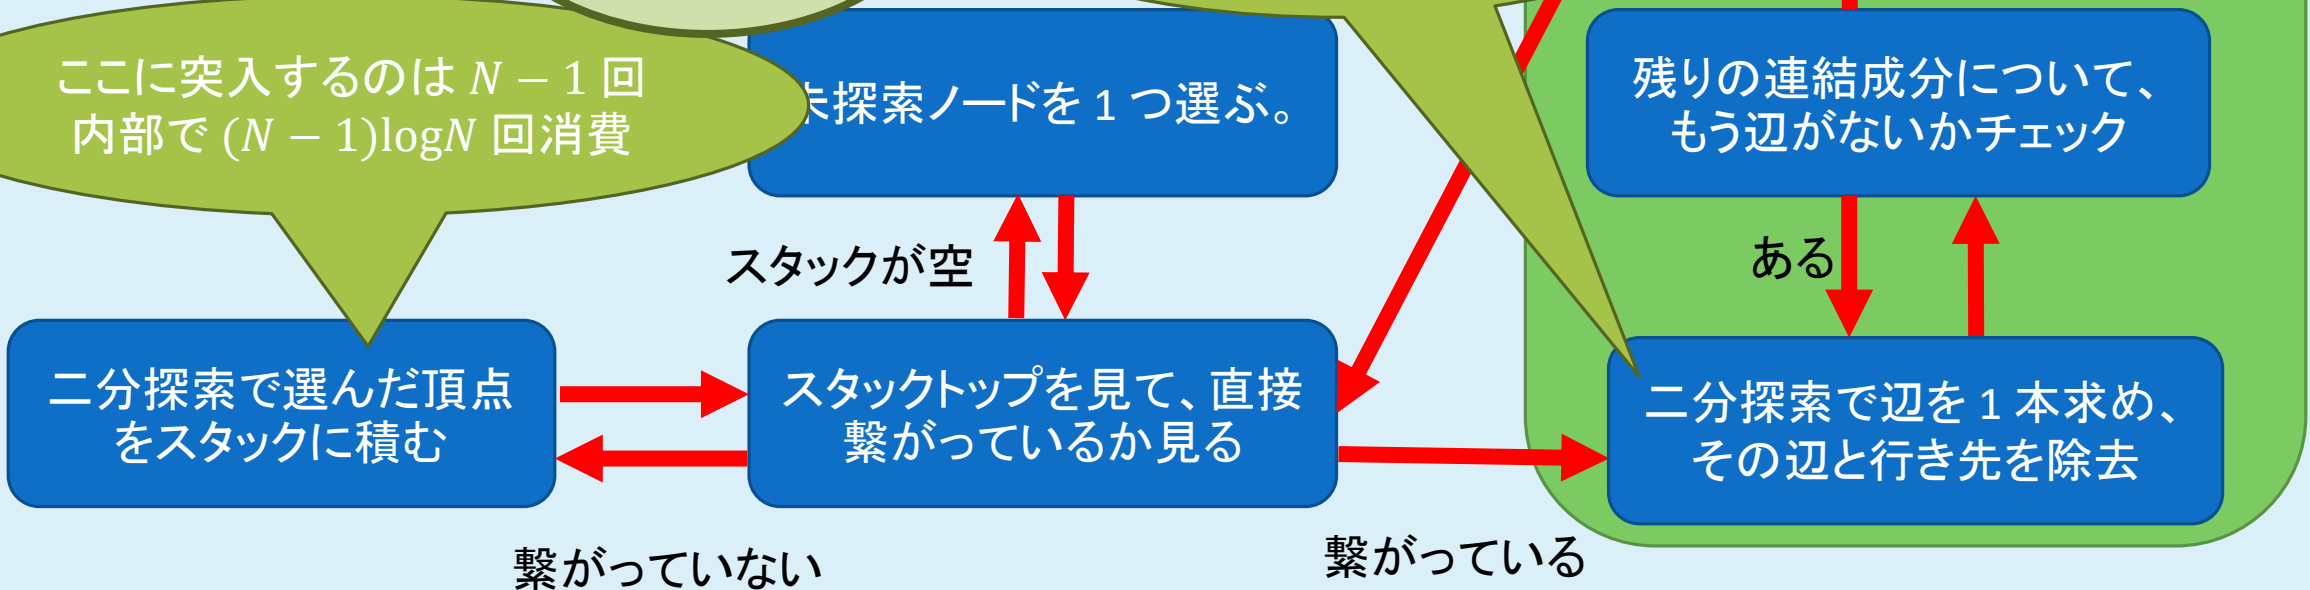 ここに突入するのは N − 1 回
内部で (N − 1)logN 回消費
未探索ノードを 1 つ選ぶ。
残りの連結成分について、
もう辺がないかチェック
スタックが空
ある
二分探索で選んだ頂点
をスタックに積む
スタックトップを見て、直接
繋がっているか見る
二分探索で辺を 1 本求め、
その辺と行き先を除去
繋がっていない
繋がっている